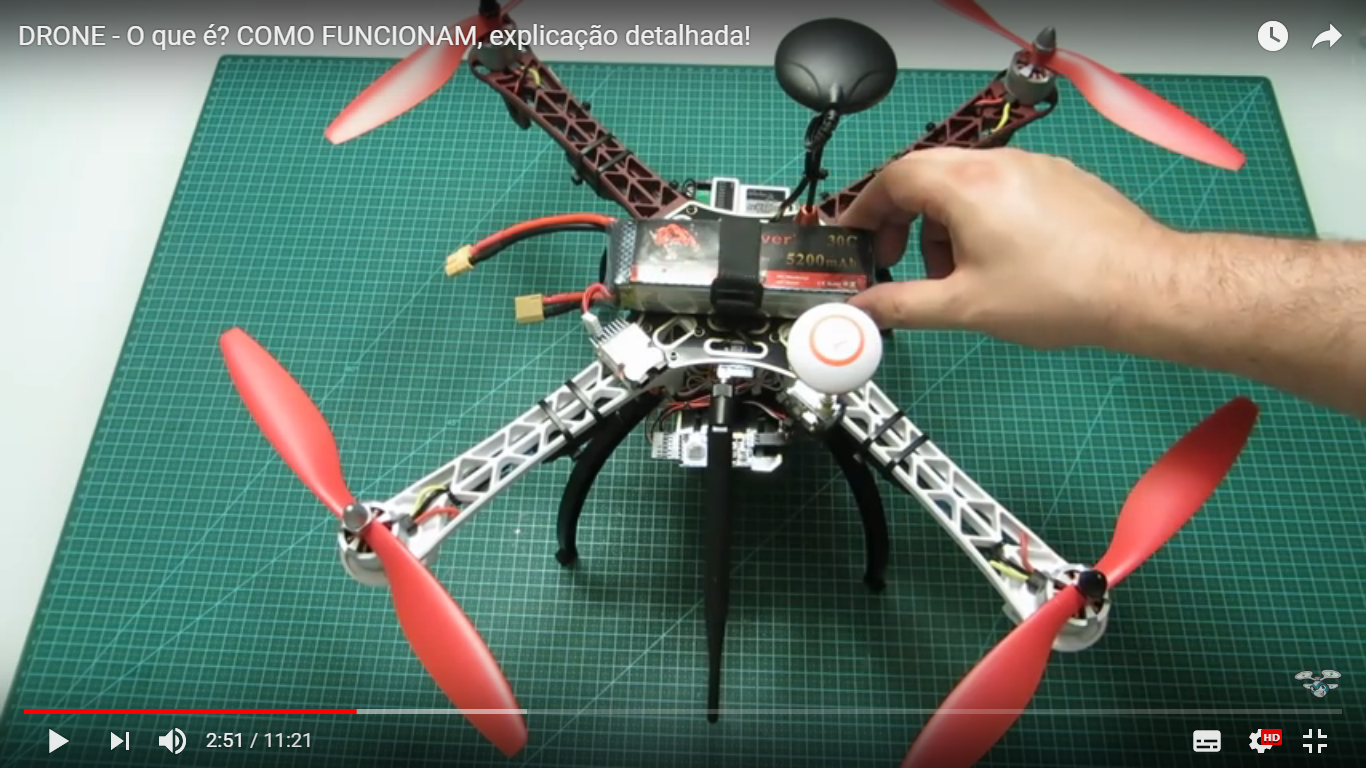 DRONE - O que é? COMO FUNCIONAM, explicação detalhada!
30C
5200mAh
2:51 / 11:21
HD